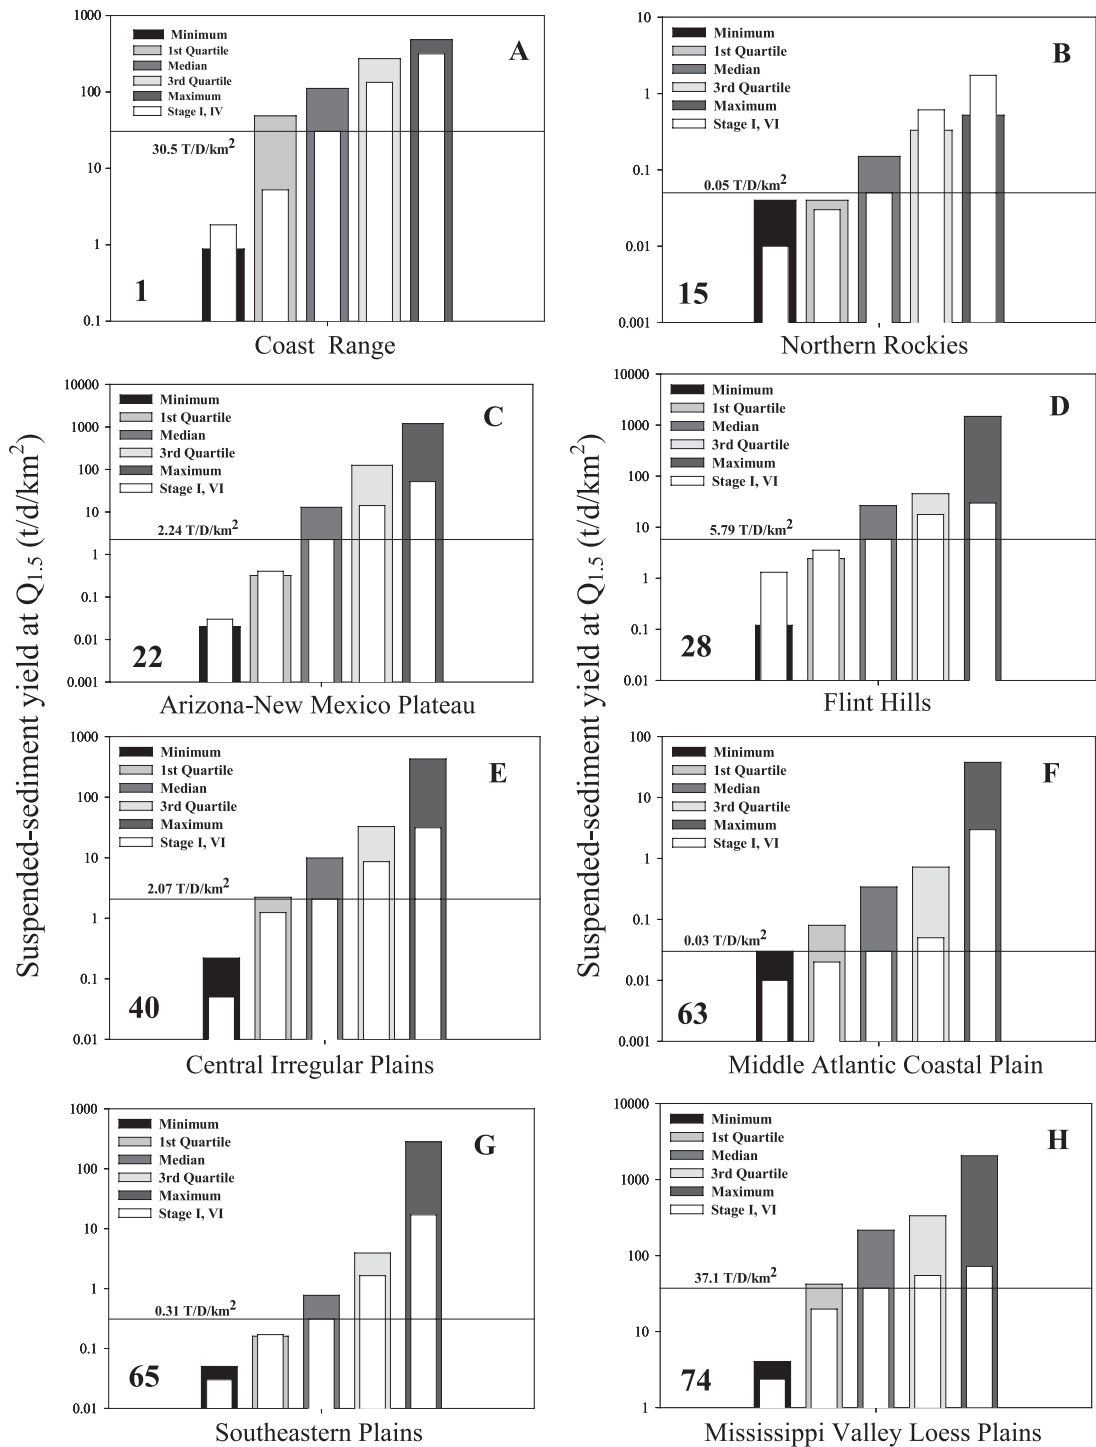 Suspended-sediment yield at Q1.5 (t/d/km2)
Suspended-sediment yield at Q1.5 (t/d/km2)
1000
100
10
1
0.1
Minimum
1st Quartile
Median
3rd Quartile
Maximum
Stage I, IV
A
30.5 T/D/km2
1
Coast Range
10
1
0.1
0.01
0.001
Minimum
1st Quartile
Median
3rd Quartile
Maximum
Stage I, VI
B
0.05 T/D/km2
15
Northern Rockies
10000
1000
100
10
1
0.1
0.01
0.001
Minimum
1st Quartile
Median
3rd Quartile
Maximum
Stage I, VI
C
2.24 T/D/km2
22
Arizona-New Mexico Plateau
10000
1000
100
10
1
0.1
0.01
Minimum
1st Quartile
Median
3rd Quartile
Maximum
Stage I, VI
D
5.79 T/D/km2
28
Flint Hills
1000
100
10
1
0.1
0.01
Minimum
1st Quartile
Median
3rd Quartile
Maximum
Stage I, VI
E
2.07 T/D/km2
40
Central Irregular Plains
100
10
1
0.1
0.01
0.001
Minimum
1st Quartile
Median
3rd Quartile
Maximum
Stage I, VI
F
0.03 T/D/km2
63
Middle Atlantic Coastal Plain
1000
100
10
1
0.1
0.01
Minimum
1st Quartile
Median
3rd Quartile
Maximum
Stage I, VI
G
0.31 T/D/km2
65
Southeastern Plains
10000
1000
100
10
1
Minimum
1st Quartile
Median
3rd Quartile
Maximum
Stage I, VI
H
37.1 T/D/km2
74
Mississippi Valley Loess Plains